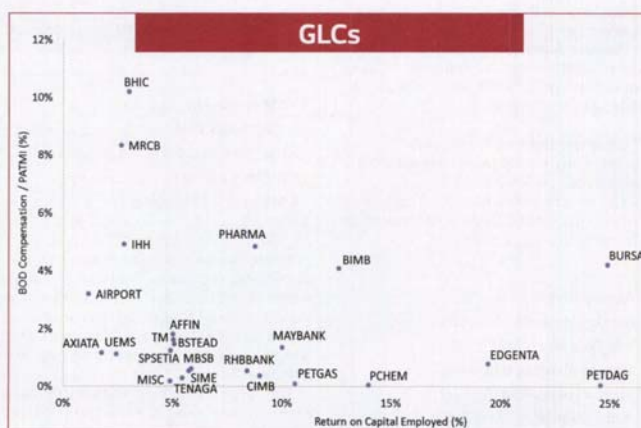 GLCs
12%
10%
8%
6%
4%
2%
0%
BOD Compensation / PATMI (%)
BHIC
MRCB
IHH
PHARMA
BIMB
BURSA
AIRPORT
AFFIN
TM
BSTEAD
MAYBANK
AXIATA
UEMS
SPSETIA
MBSB
RHBBANK
EDGENTA
MISC
SIME
TENAGA
CIMB
PETGAS
PCHEM
PETDAG
0%
5%
10%
15%
20%
25%
Return on Capital Employed (%)